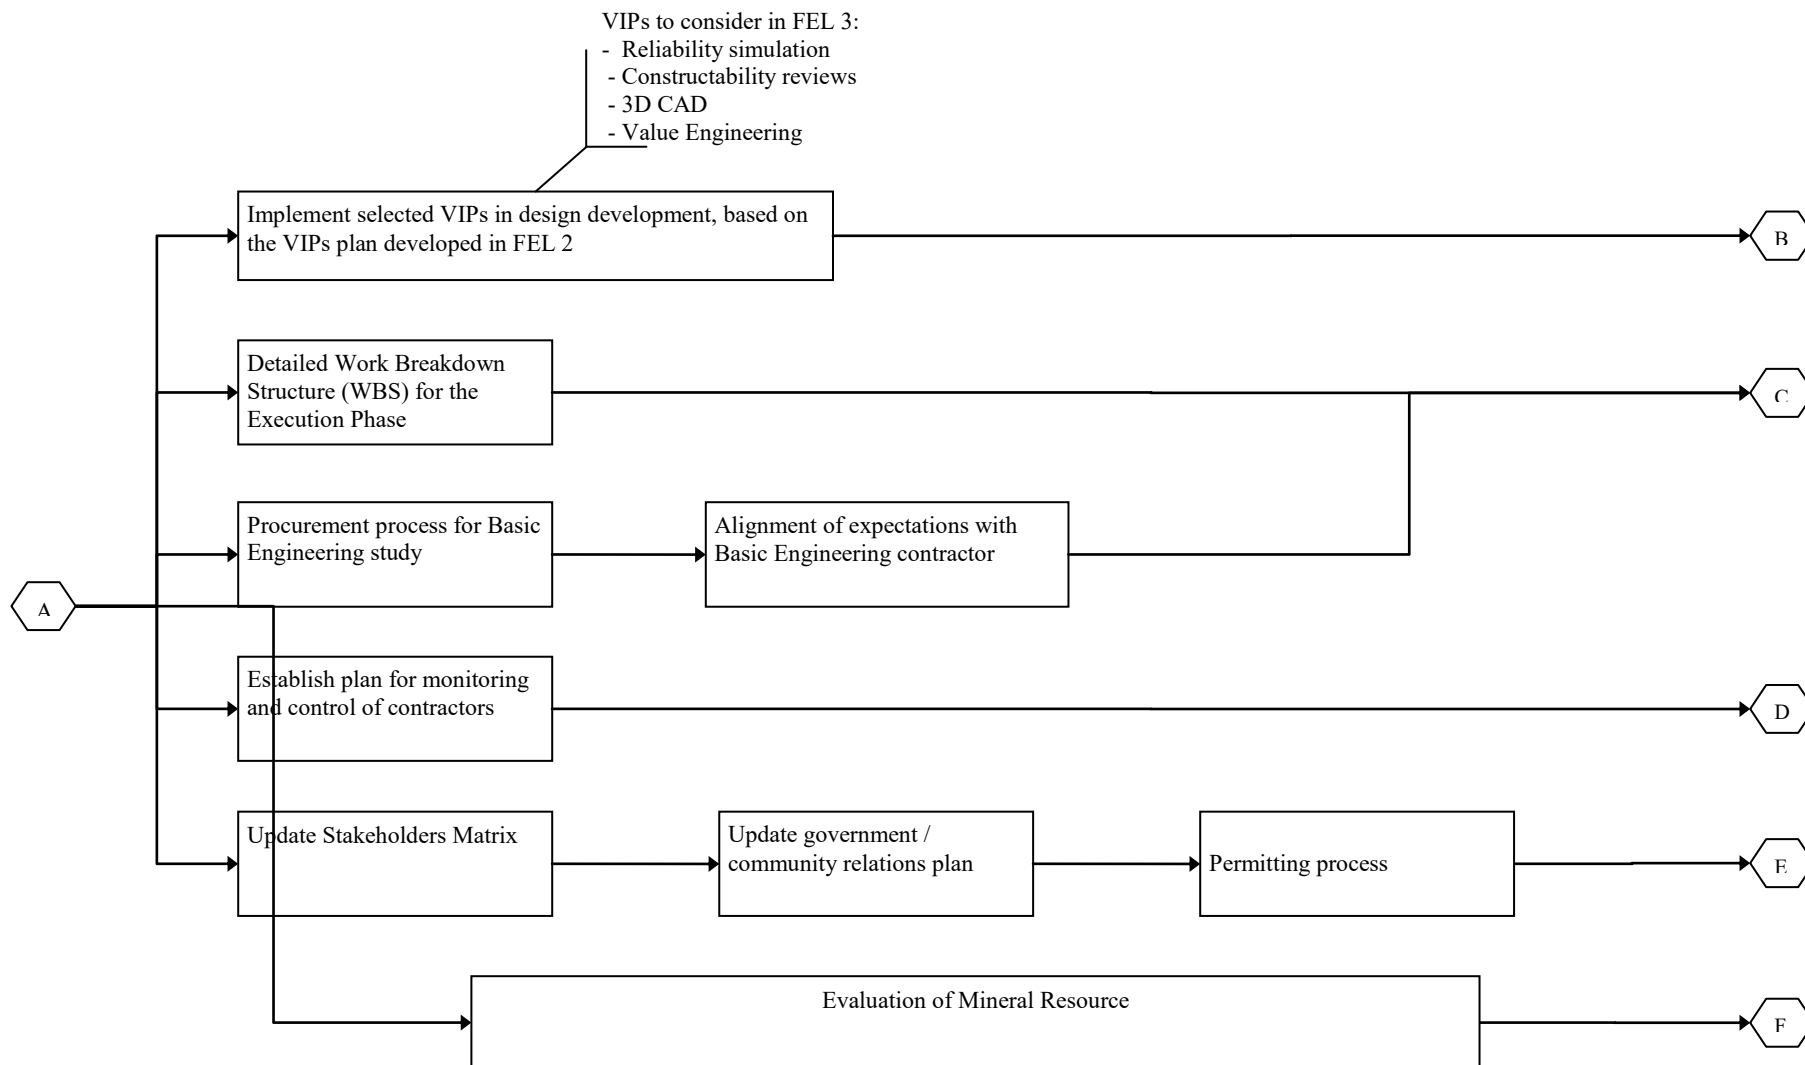 VIPs to consider in FEL 3:
- Reliability simulation
- Constructability reviews
- 3D CAD
- Value Engineering
Implement selected VIPs in design development, based on
the VIPs plan developed in FEL 2
B
Detailed Work Breakdown
Structure (WBS) for the
Execution Phase
C
Procurement process for Basic
Engineering study
Alignment of expectations with
Basic Engineering contractor
A
Establish plan for monitoring
and control of contractors
D
Update Stakeholders Matrix
Update government /
community relations plan
Permitting process
E
Evaluation of Mineral Resource
F